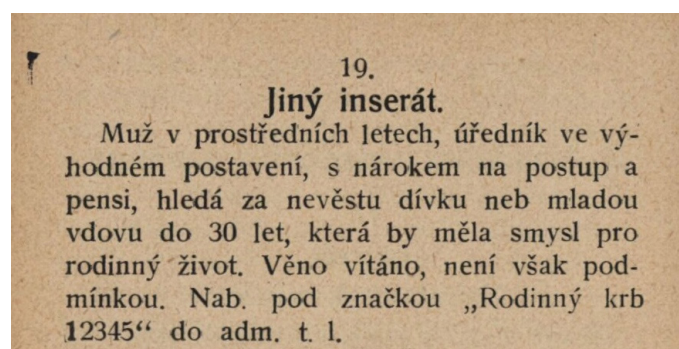 19.
Jiný inserát.
Muž v prostředních letech, úředník ve vý-
hodném postavení, s nárokem na postup a
pensi, hledá za nevěstu dívku neb mladou
vdovu do 30 let, která by měla smysl pro
rodinný život. Věno vítáno, není však pod-
mínkou. Nab. pod značkou „Rodinný krb
12345“ do adm. t. l.